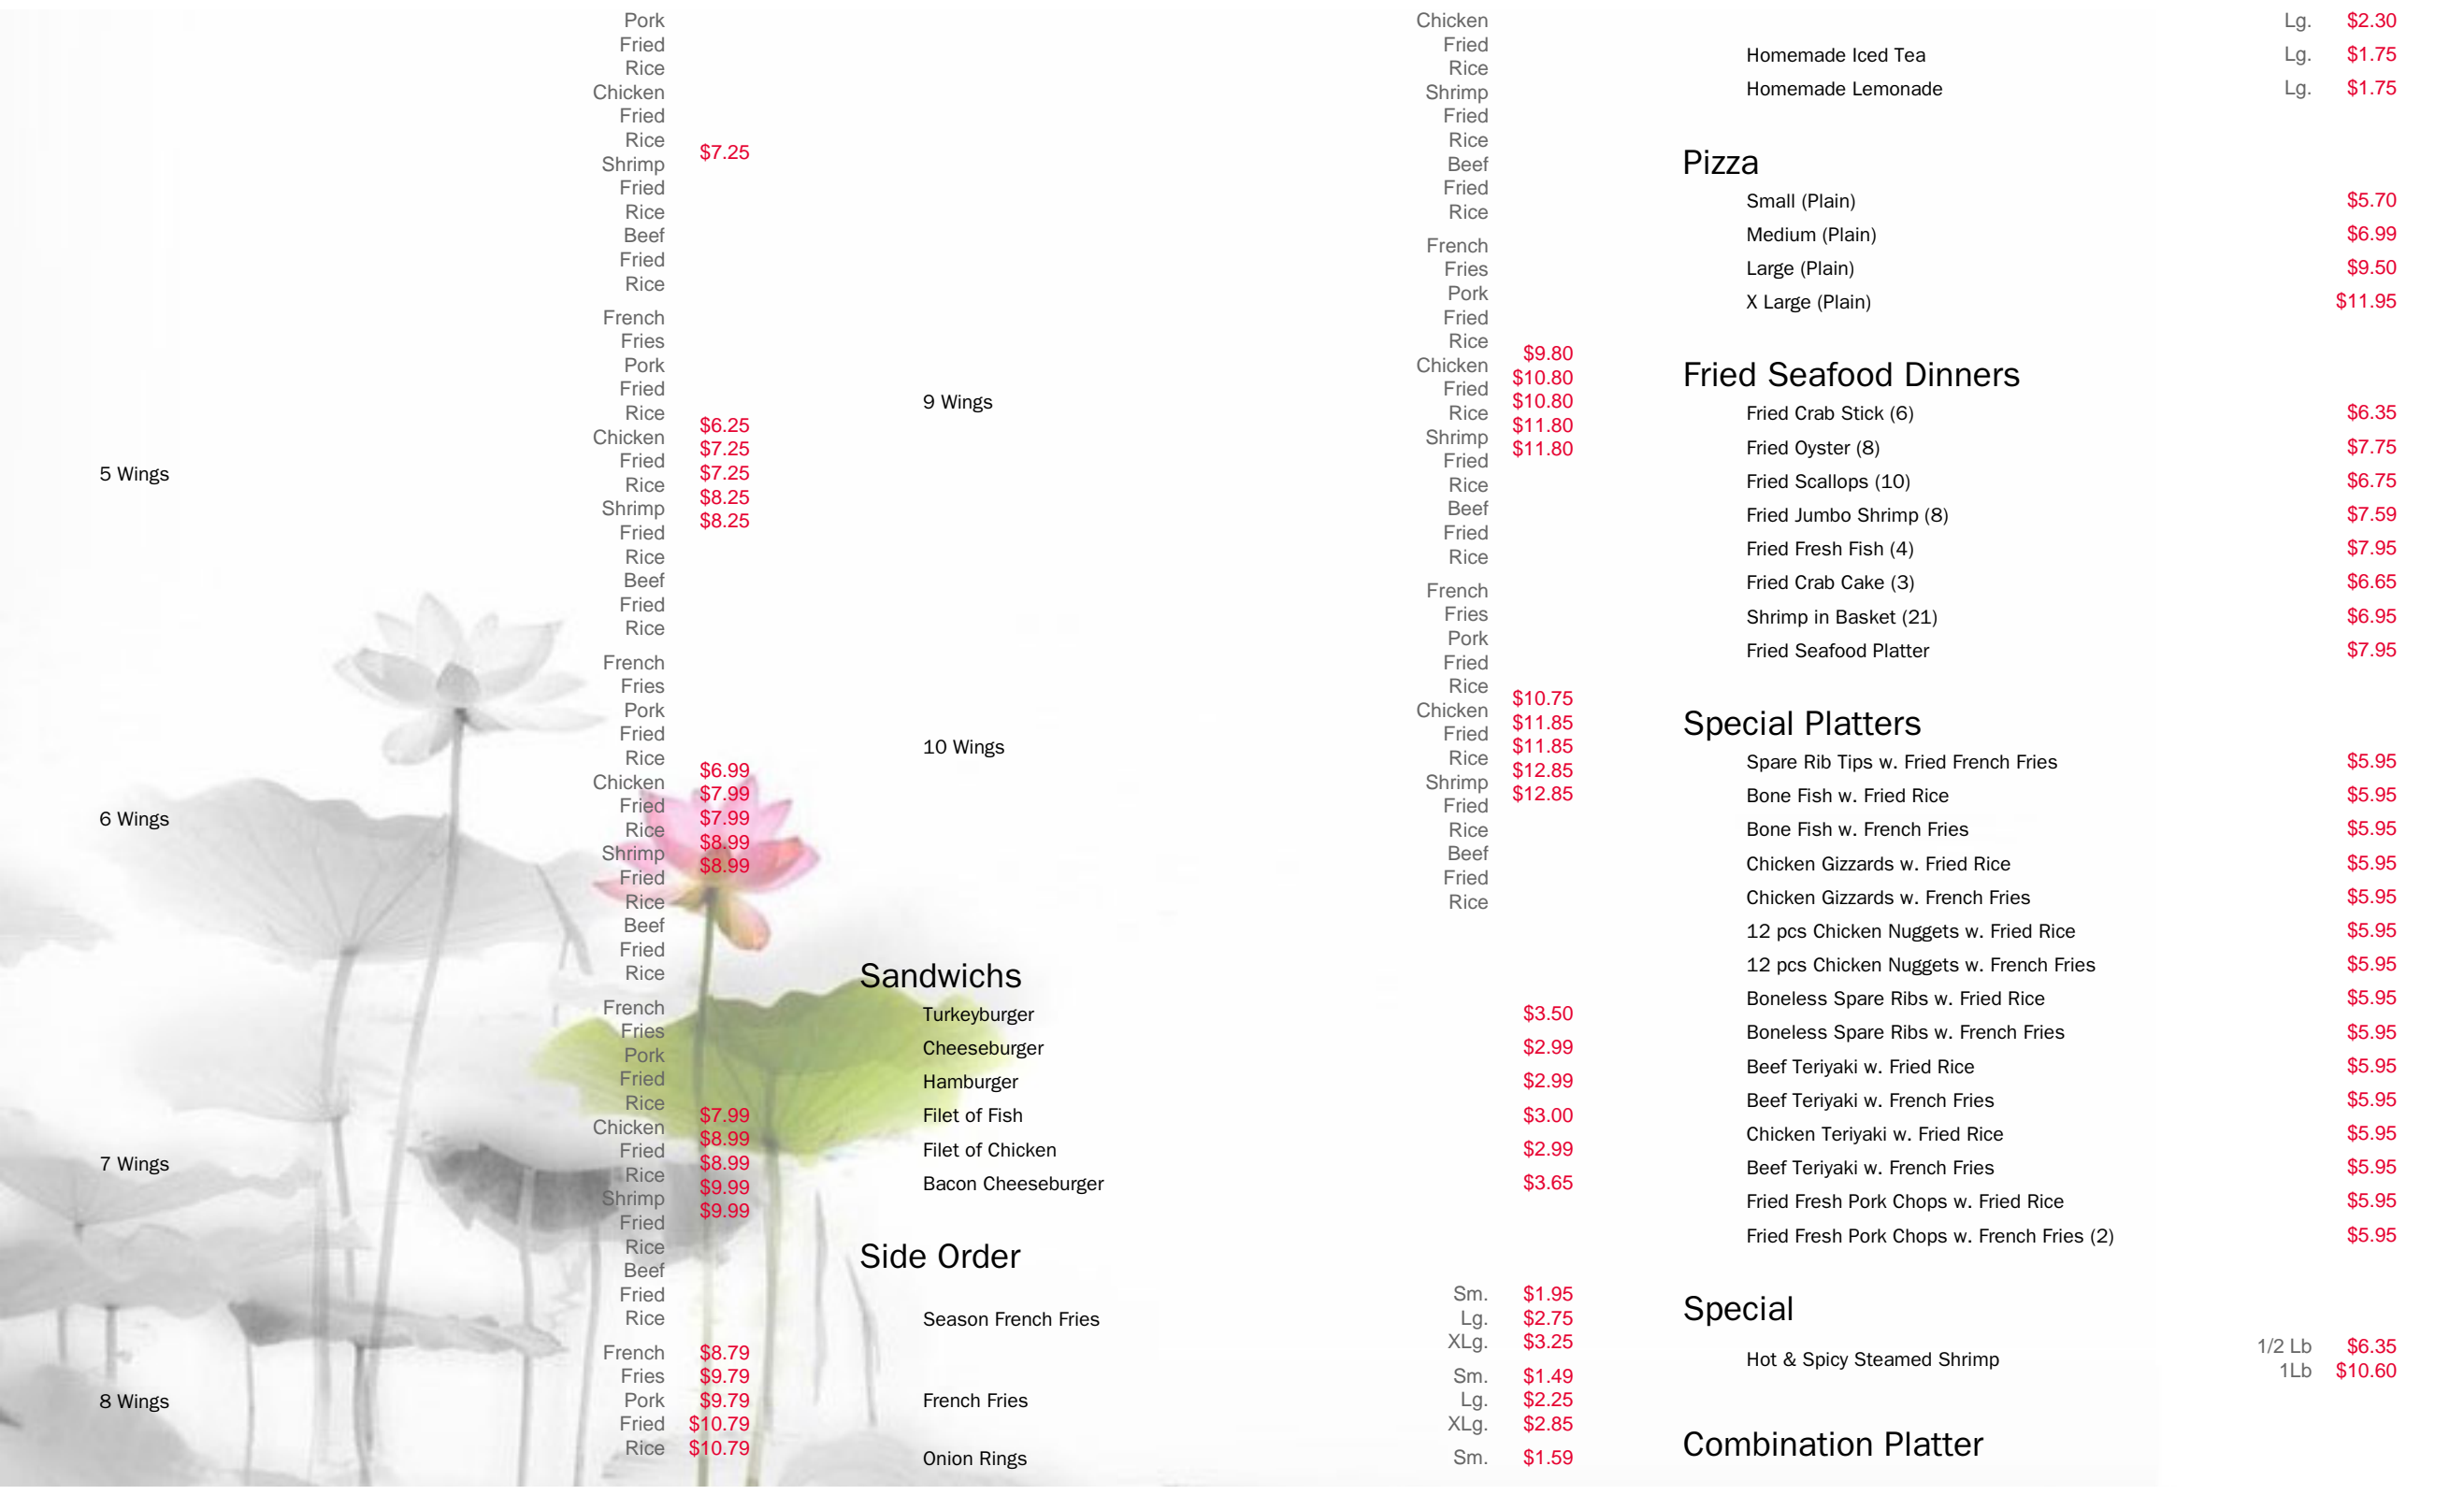 Pork
Fried
Rice
Chicken
Fried
Rice
$7.25
Shrimp
Fried
Rice
Beef
Fried
Rice
French
Fries
Pork
Fried
Rice
Chicken
Fried
Rice
Shrimp
Fried
Rice
Beef
Fried
Rice
5 Wings
$6.25
$7.25
$7.25
$8.25
$8.25
French
Fries
Pork
Fried
Rice
Chicken
Fried
Rice
Shrimp
Fried
Rice
Beef
Fried
Rice
6 Wings
$6.99
$7.99
$7.99
$8.99
$8.99
French
Fries
Pork
Fried
Rice
Chicken
Fried
Rice
Shrimp
Fried
Rice
Beef
Fried
Rice
7 Wings
$7.99
$8.99
$8.99
$9.99
$9.99
8 Wings
French $8.79
Fries $9.79
Pork $9.79
Fried $10.79
Rice $10.79
Chicken
Fried
Rice
Shrimp
Fried
Rice
Beef
Fried
Rice
9 Wings
French
Fries
Pork
Fried
Rice
Chicken
Fried
Rice
Shrimp
Fried
Rice
Beef
Fried
Rice
$9.80
$10.80
$10.80
$11.80
$11.80
10 Wings
French
Fries
Pork
Fried
Rice
Chicken
Fried
Rice
Shrimp
Fried
Rice
Beef
Fried
Rice
$10.75
$11.85
$11.85
$12.85
$12.85
Sandwichs
Turkeyburger $3.50
Cheeseburger $2.99
Hamburger $2.99
Filet of Fish $3.00
Filet of Chicken $2.99
Bacon Cheeseburger $3.65
Side Order
Season French Fries
Sm. $1.95
Lg. $2.75
XLg. $3.25
French Fries
Sm. $1.49
Lg. $2.25
XLg. $2.85
Onion Rings Sm. $1.59
Lg. $2.30
Homemade Iced Tea Lg. $1.75
Homemade Lemonade Lg. $1.75
Pizza
Small (Plain) $5.70
Medium (Plain) $6.99
Large (Plain) $9.50
X Large (Plain) $11.95
Fried Seafood Dinners
Fried Crab Stick (6) $6.35
Fried Oyster (8) $7.75
Fried Scallops (10) $6.75
Fried Jumbo Shrimp (8) $7.59
Fried Fresh Fish (4) $7.95
Fried Crab Cake (3) $6.65
Shrimp in Basket (21) $6.95
Fried Seafood Platter $7.95
Special Platters
Spare Rib Tips w. Fried French Fries $5.95
Bone Fish w. Fried Rice $5.95
Bone Fish w. French Fries $5.95
Chicken Gizzards w. Fried Rice $5.95
Chicken Gizzards w. French Fries $5.95
12 pcs Chicken Nuggets w. Fried Rice $5.95
12 pcs Chicken Nuggets w. French Fries $5.95
Boneless Spare Ribs w. Fried Rice $5.95
Boneless Spare Ribs w. French Fries $5.95
Beef Teriyaki w. Fried Rice $5.95
Beef Teriyaki w. French Fries $5.95
Chicken Teriyaki w. Fried Rice $5.95
Beef Teriyaki w. French Fries $5.95
Fried Fresh Pork Chops w. Fried Rice $5.95
Fried Fresh Pork Chops w. French Fries (2) $5.95
Special
Hot & Spicy Steamed Shrimp
1/2 Lb $6.35
1Lb $10.60
Combination Platter